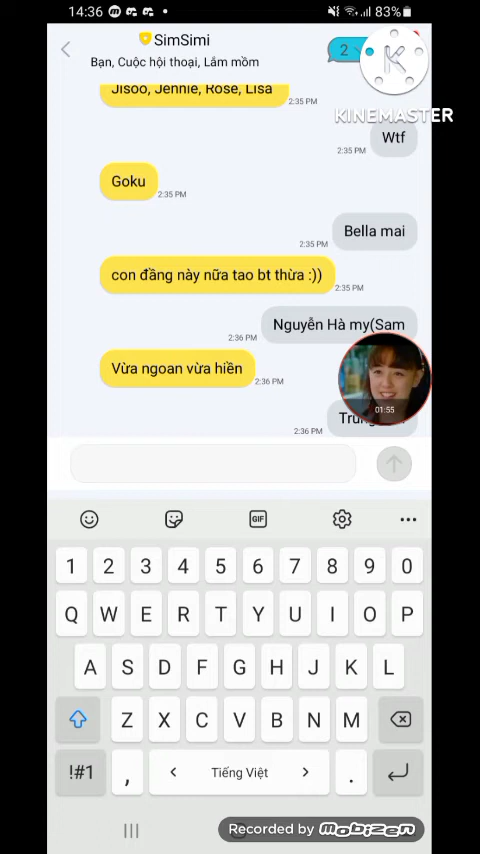 14:36
83%
SimSimi
Bạn, Cuộc hội thoại, Lắm mồm
2
KINEMASTER
Jisoo, Jennie, Rosé, Lisa
2:35 PM
Wtf
2:35 PM
Goku
2:35 PM
Bella mai
2:35 PM
con đầng này nữa tao bt thừa :))
2:35 PM
Nguyễn Hà my(Sam
2:36 PM
Vừa ngoan vừa hiền
2:36 PM
01:55
2:36 PM
GIF
1 2 3 4 5 6 7 8 9 0
Q W E R T Y U I O P
A S D F G H J K L
Z X C V B N M
!#1 , < Tiếng Việt > .
Recorded by mobizen